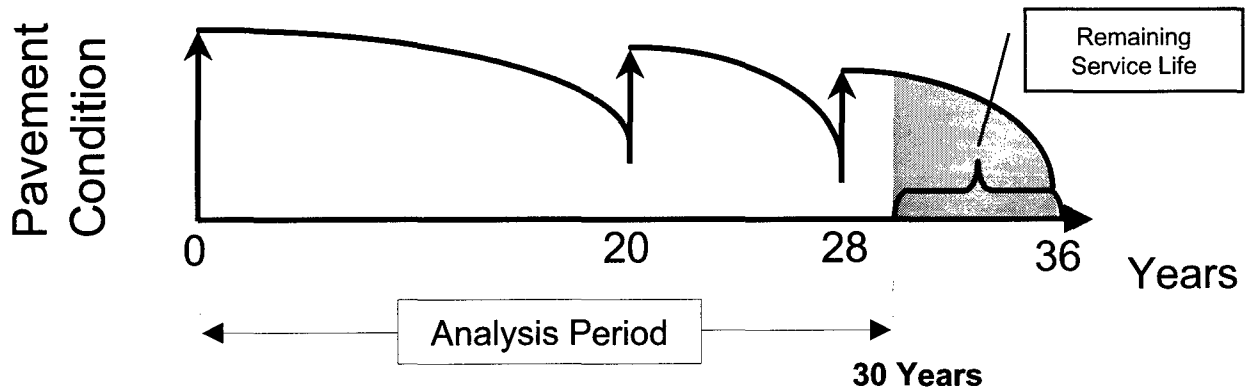 Pavement
Condition
Remaining
Service Life
0
20
28
36
Years
Analysis Period
30 Years